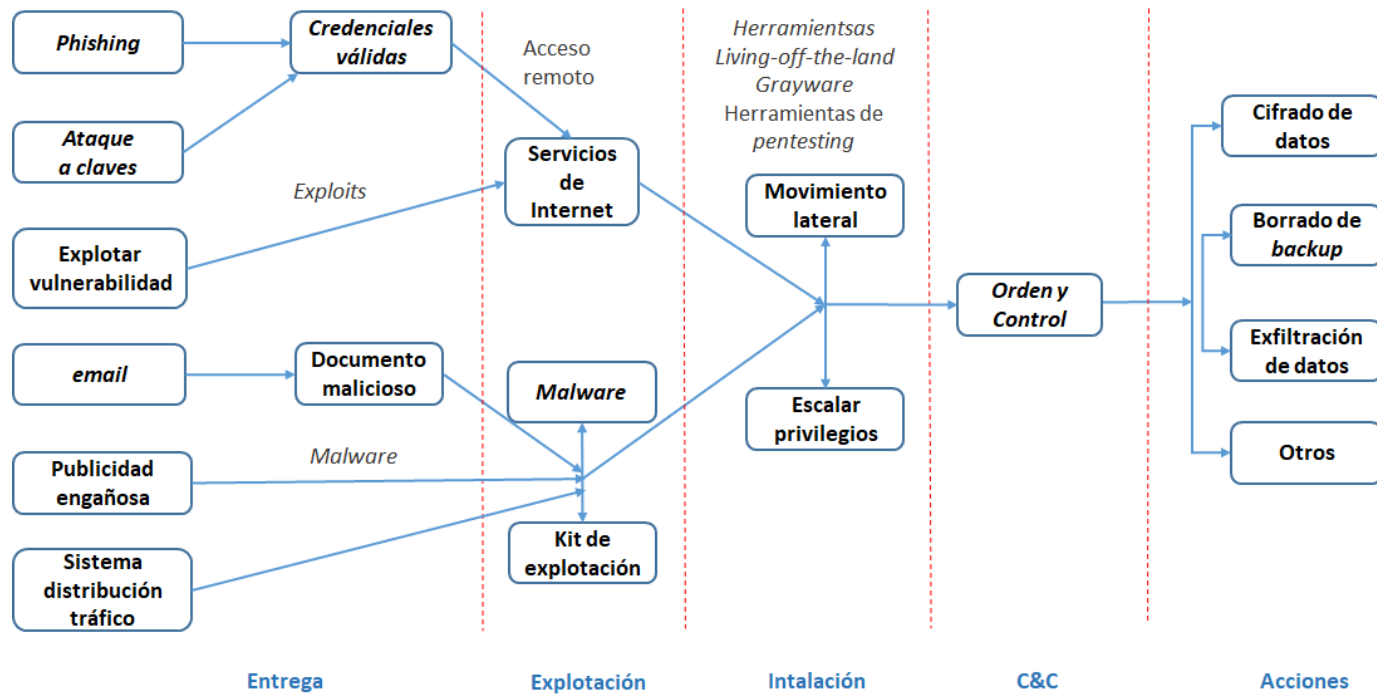 Phishing
Credenciales
válidas
Ataque
a claves
Explotar
vulnerabilidad
Exploits
email
Documento
malicioso
Publicidad
engañosa
Malware
Sistema
distribución
tráfico
Entrega
Acceso
remoto
Servicios
de
Internet
Malware
Kit de
explotación
Explotación
Herramientsas
Living-off-the-land
Grayware
Herramientas de
pentesting
Movimiento
lateral
Escalar
privilegios
Intalación
Orden y
Control
C&C
Cifrado de
datos
Borrado de
backup
Exfiltración
de datos
Otros
Acciones